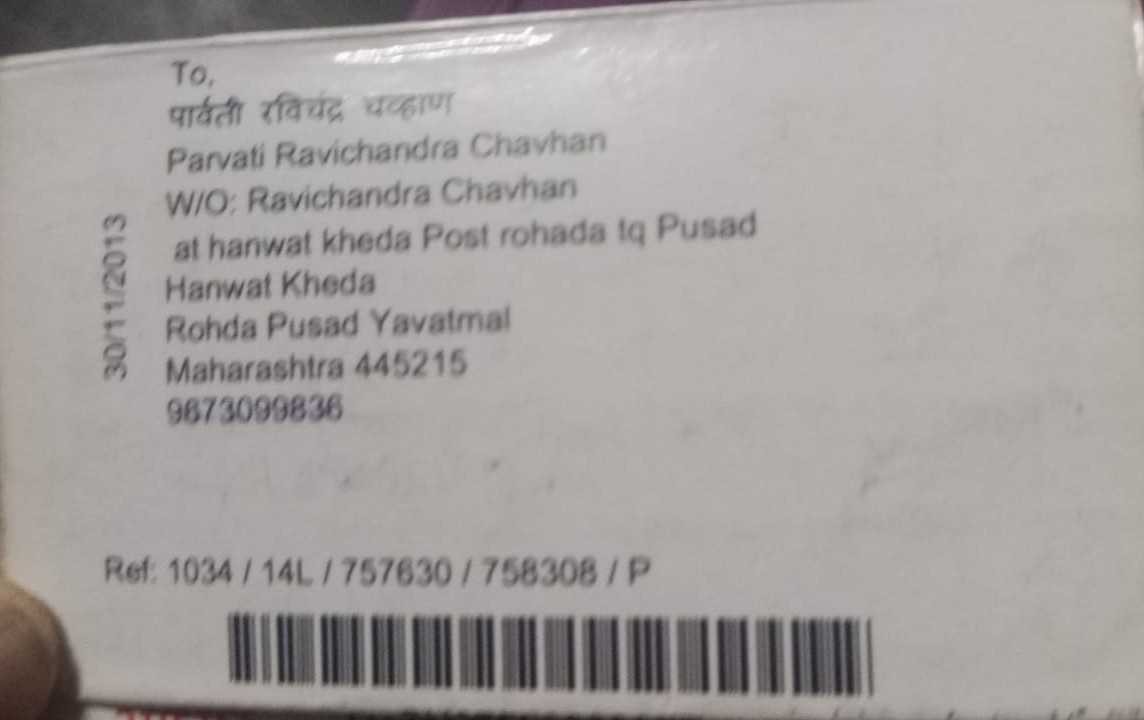 To,
पार्वती रविचंद्र चव्हाण
Parvati Ravichandra Chavhan
W/O: Ravichandra Chavhan
at hanwat kheda Post rohada tq Pusad
Hanwat Kheda
Rohda Pusad Yavatmal
Maharashtra 445215
9673099836
30/11/2013
Ref: 1034 / 14L / 757630 / 758308 / P